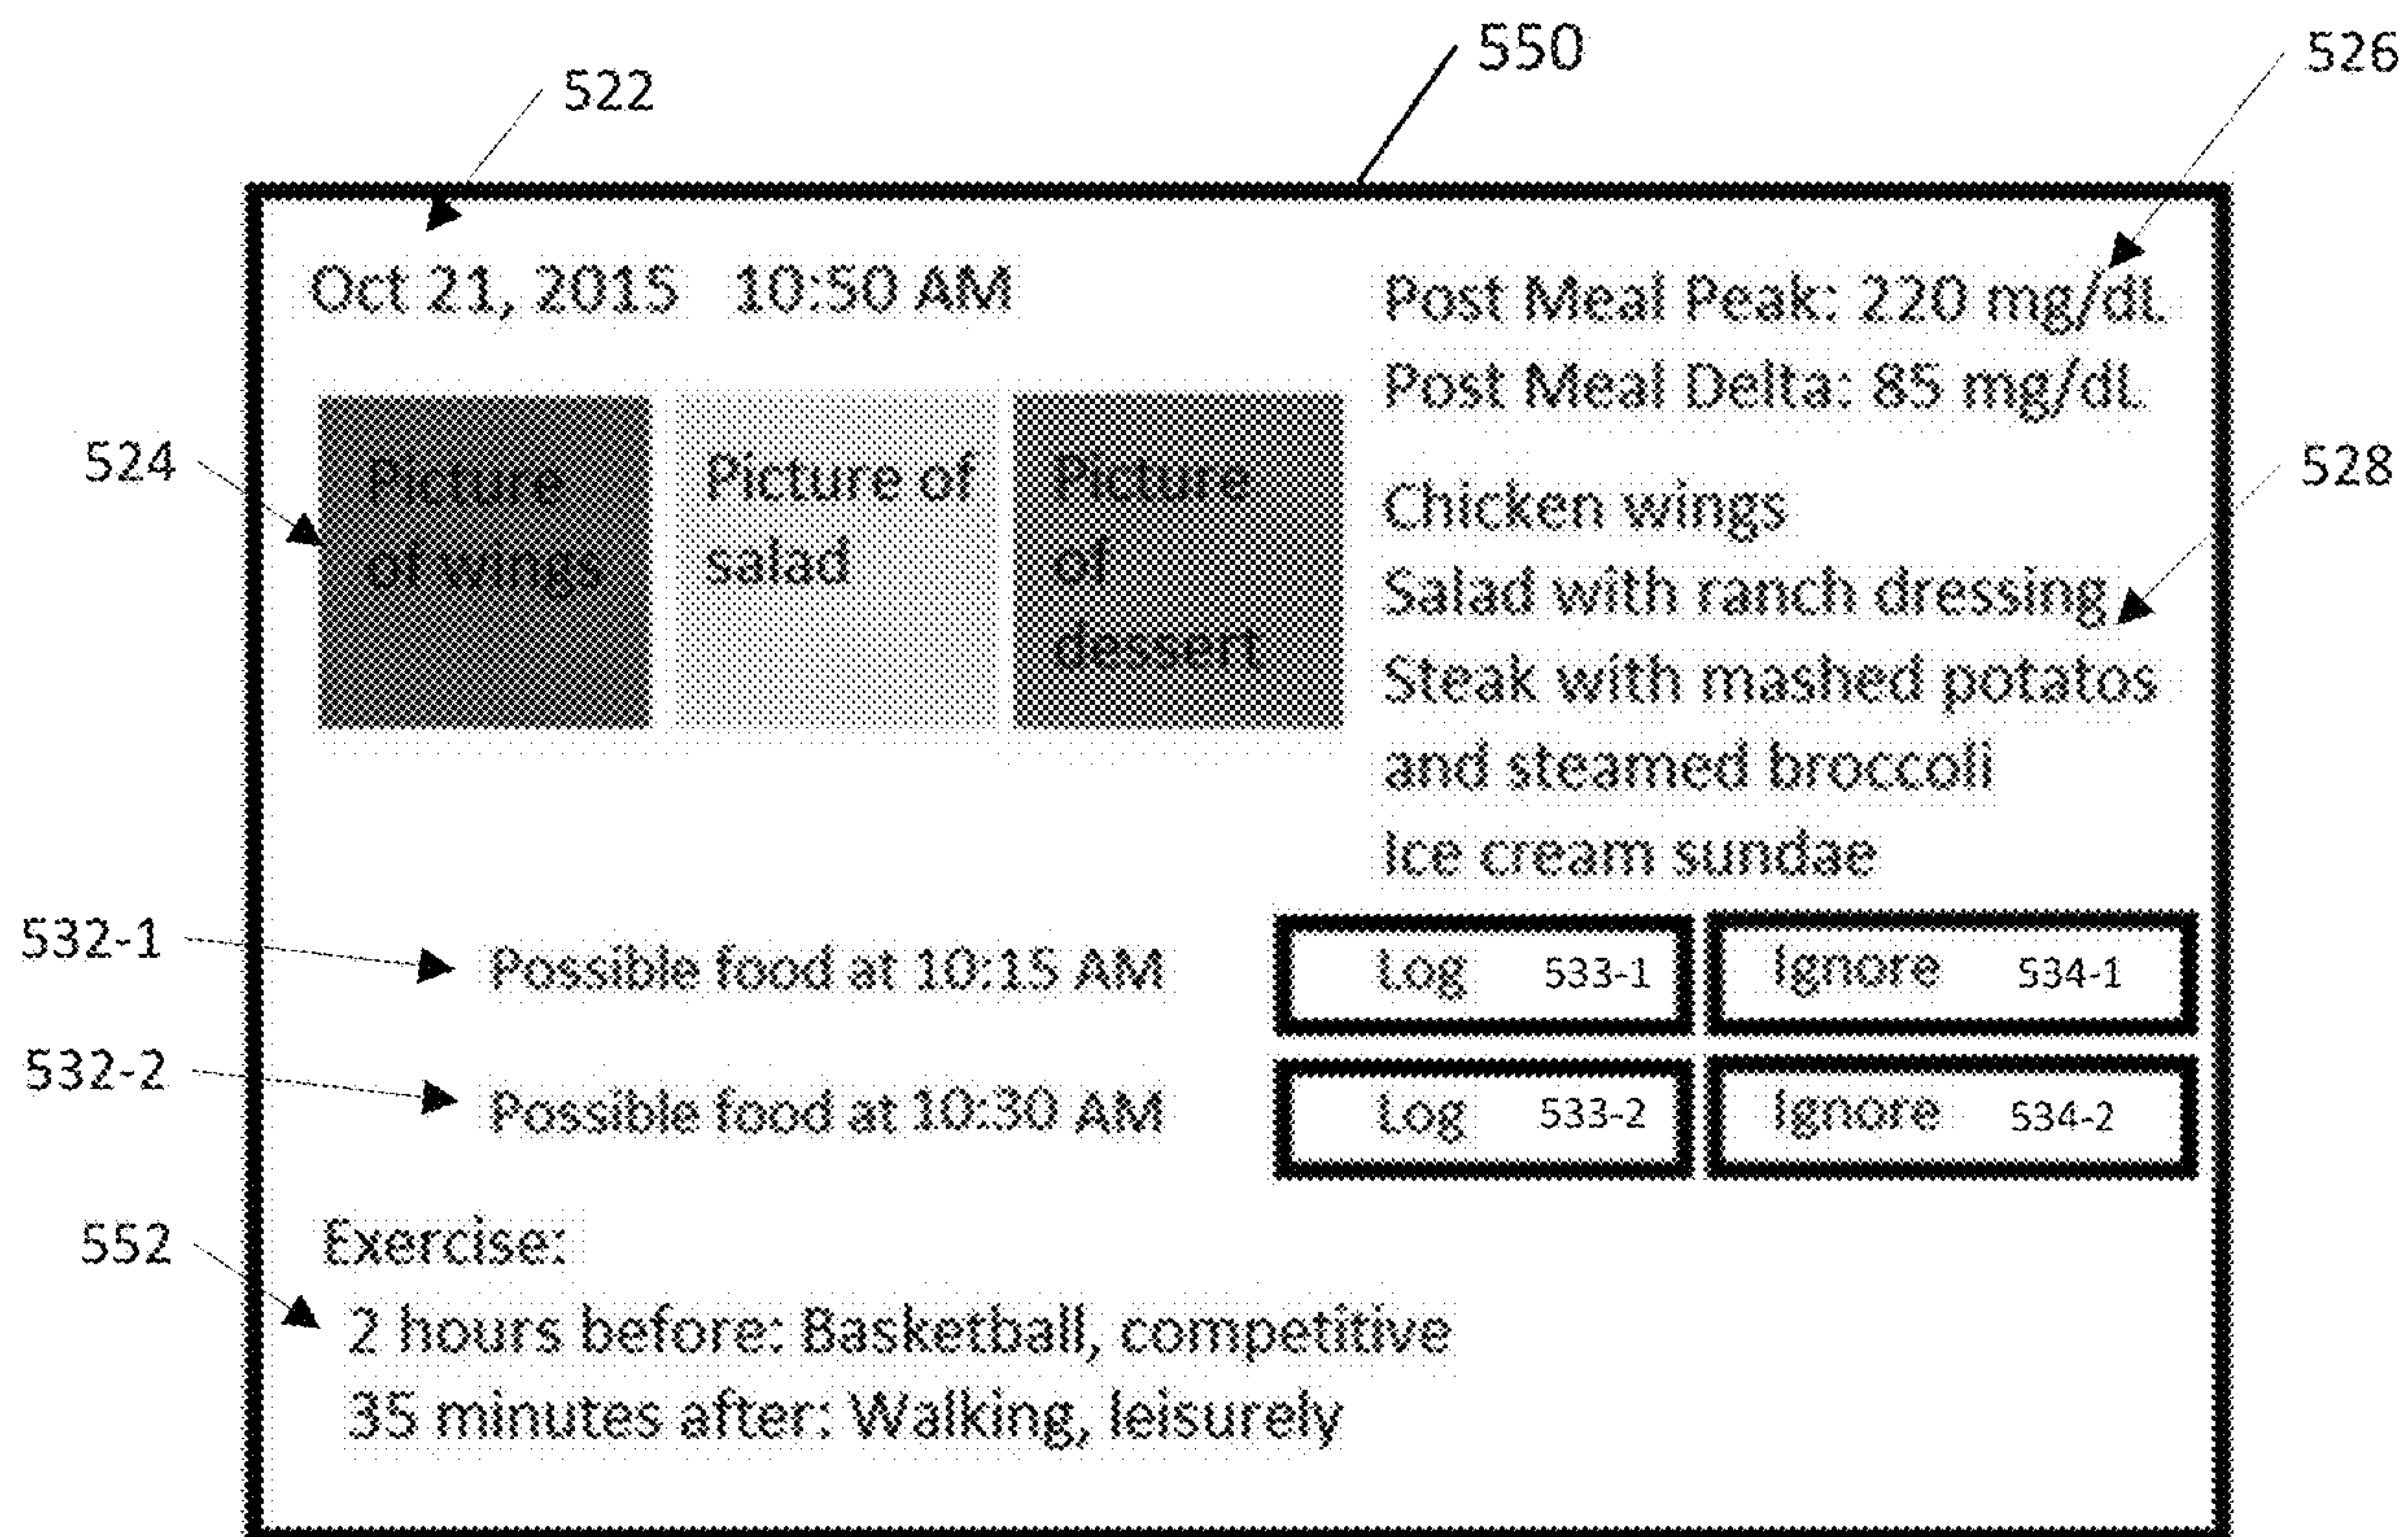 550
526
522
Oct 21, 2015 10:50 AM
Post Meal Peak: 220 mg/dL
Post Meal Delta: 85 mg/dL
524
Picture
of wings
Picture of
salad
Picture
of
dessert
528
Chicken wings
Salad with ranch dressing
Steak with mashed potatos
and steamed broccoli
Ice cream sundae
532-1
Possible food at 10:15 AM
Log 533-1
Ignore 534-1
532-2
Possible food at 10:30 AM
Log 533-2
Ignore 534-2
552
Exercise:
2 hours before: Basketball, competitive
35 minutes after: Walking, leisurely